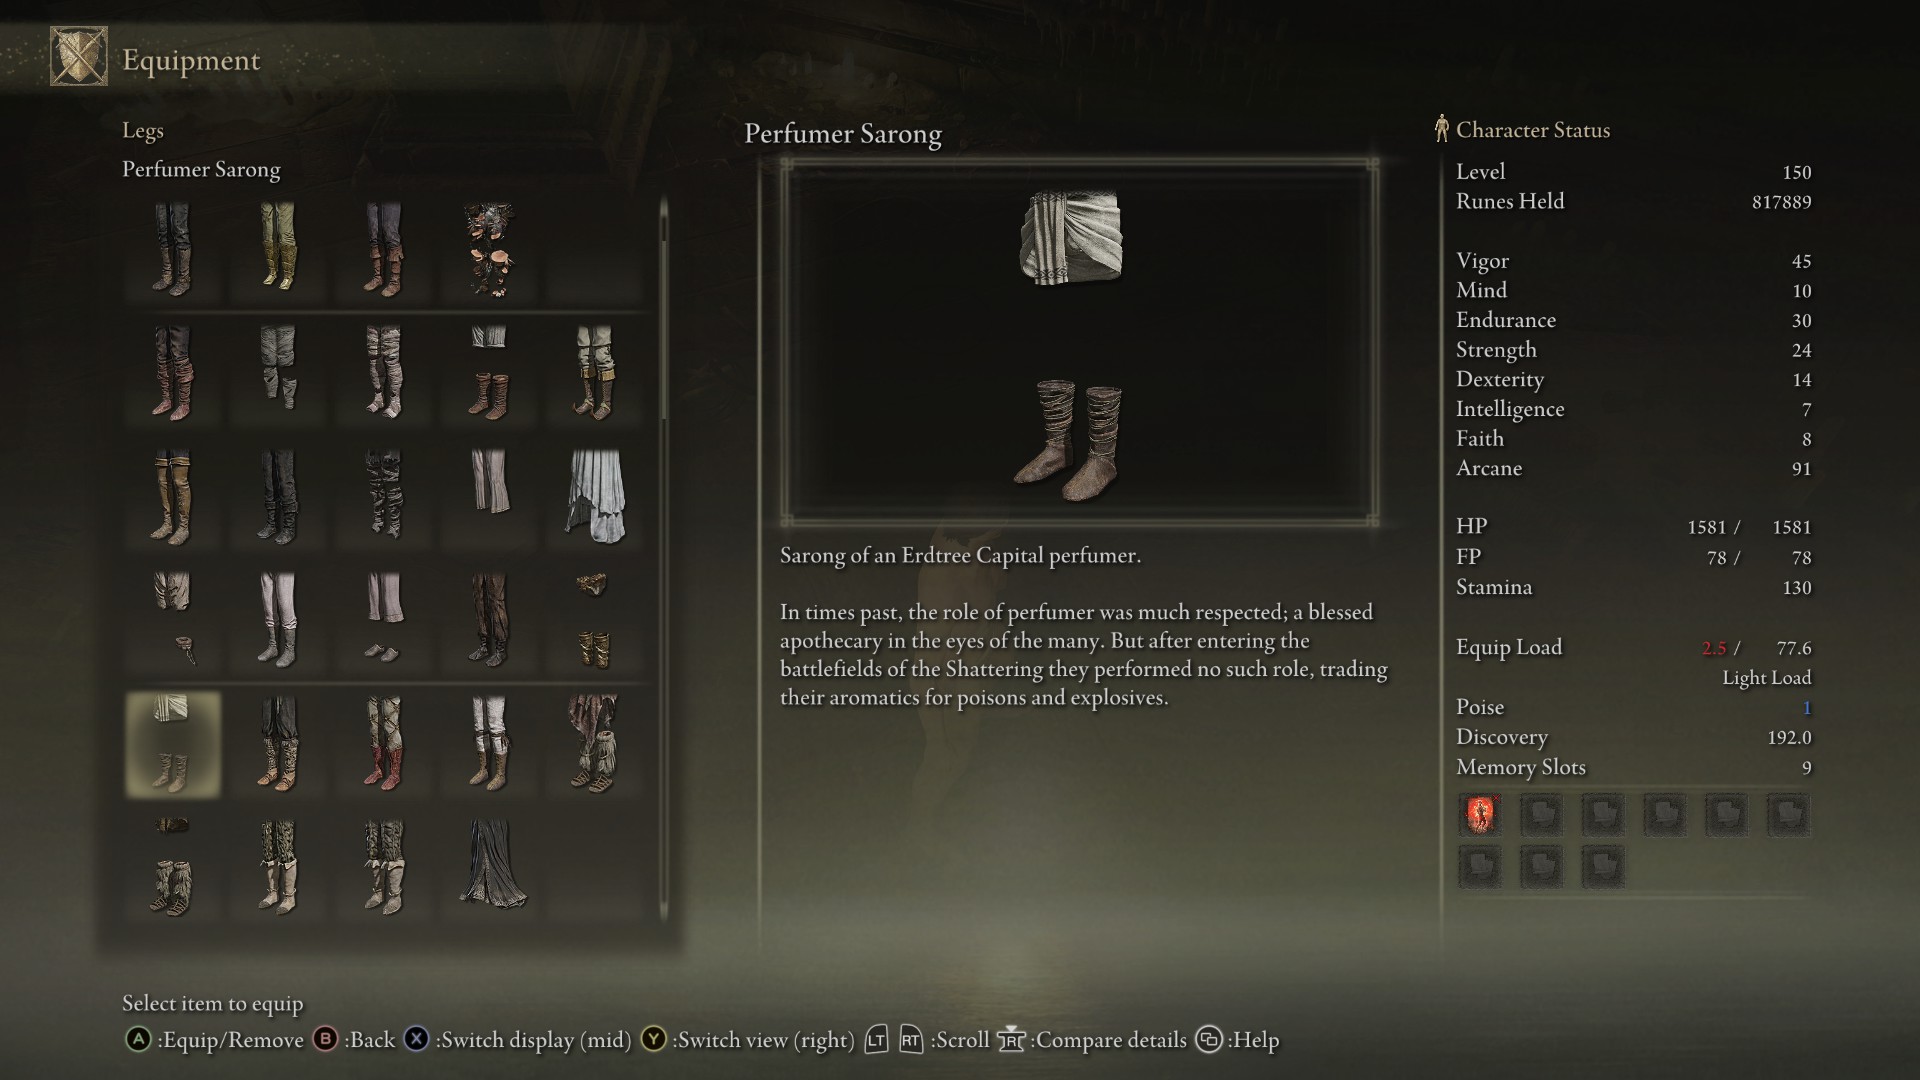 Equipment
Legs
Perfumer Sarong
Perfumer Sarong
Sarong of an Erdtree Capital perfumer.
In times past, the role of perfumer was much respected; a blessed
apothecary in the eyes of the many. But after entering the
battlefields of the Shattering they performed no such role, trading
their aromatics for poisons and explosives.
Character Status
Level 150
Runes Held 817889
Vigor 45
Mind 10
Endurance 30
Strength 24
Dexterity 14
Intelligence 7
Faith 8
Arcane 91
HP 1581 / 1581
FP 78 / 78
Stamina 130
Equip Load 2.5 / 77.6
Light Load
Poise 1
Discovery 192.0
Memory Slots 9
Select item to equip
A :Equip/Remove B :Back X :Switch display (mid) Y :Switch view (right) LT RT :Scroll R :Compare details :Help